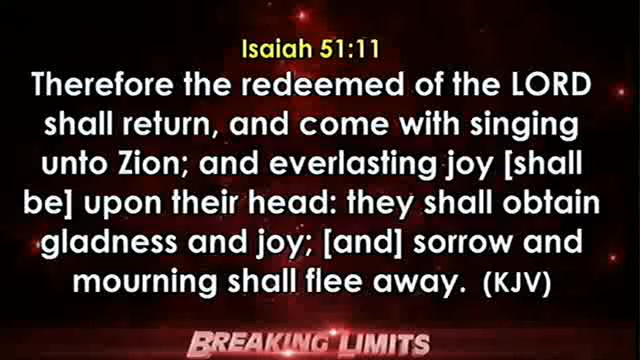 Isaiah 51:11
Therefore the redeemed of the LORD
shall return, and come with singing
unto Zion; and everlasting joy [shall
be] upon their head: they shall obtain
gladness and joy; [and] sorrow and
mourning shall flee away. (KJV)
BREAKING LIMITS